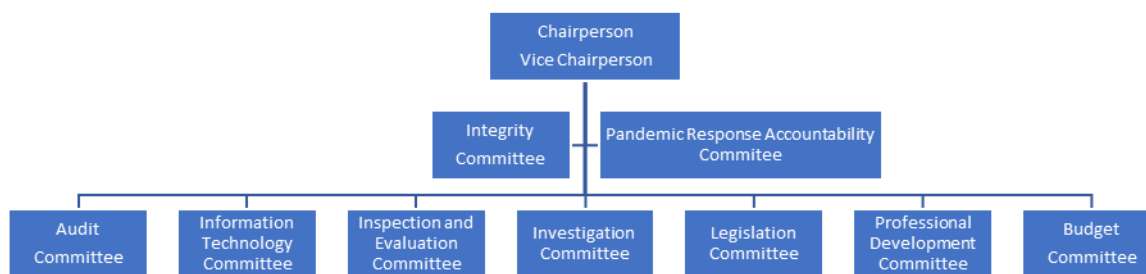 Chairperson
Vice Chairperson
Integrity
Committee
Pandemic Response Accountability
Commitee
Audit
Committee
Information
Technology
Committee
Inspection and
Evaluation
Committee
Investigation
Committee
Legislation
Committee
Professional
Development
Committee
Budget
Committee